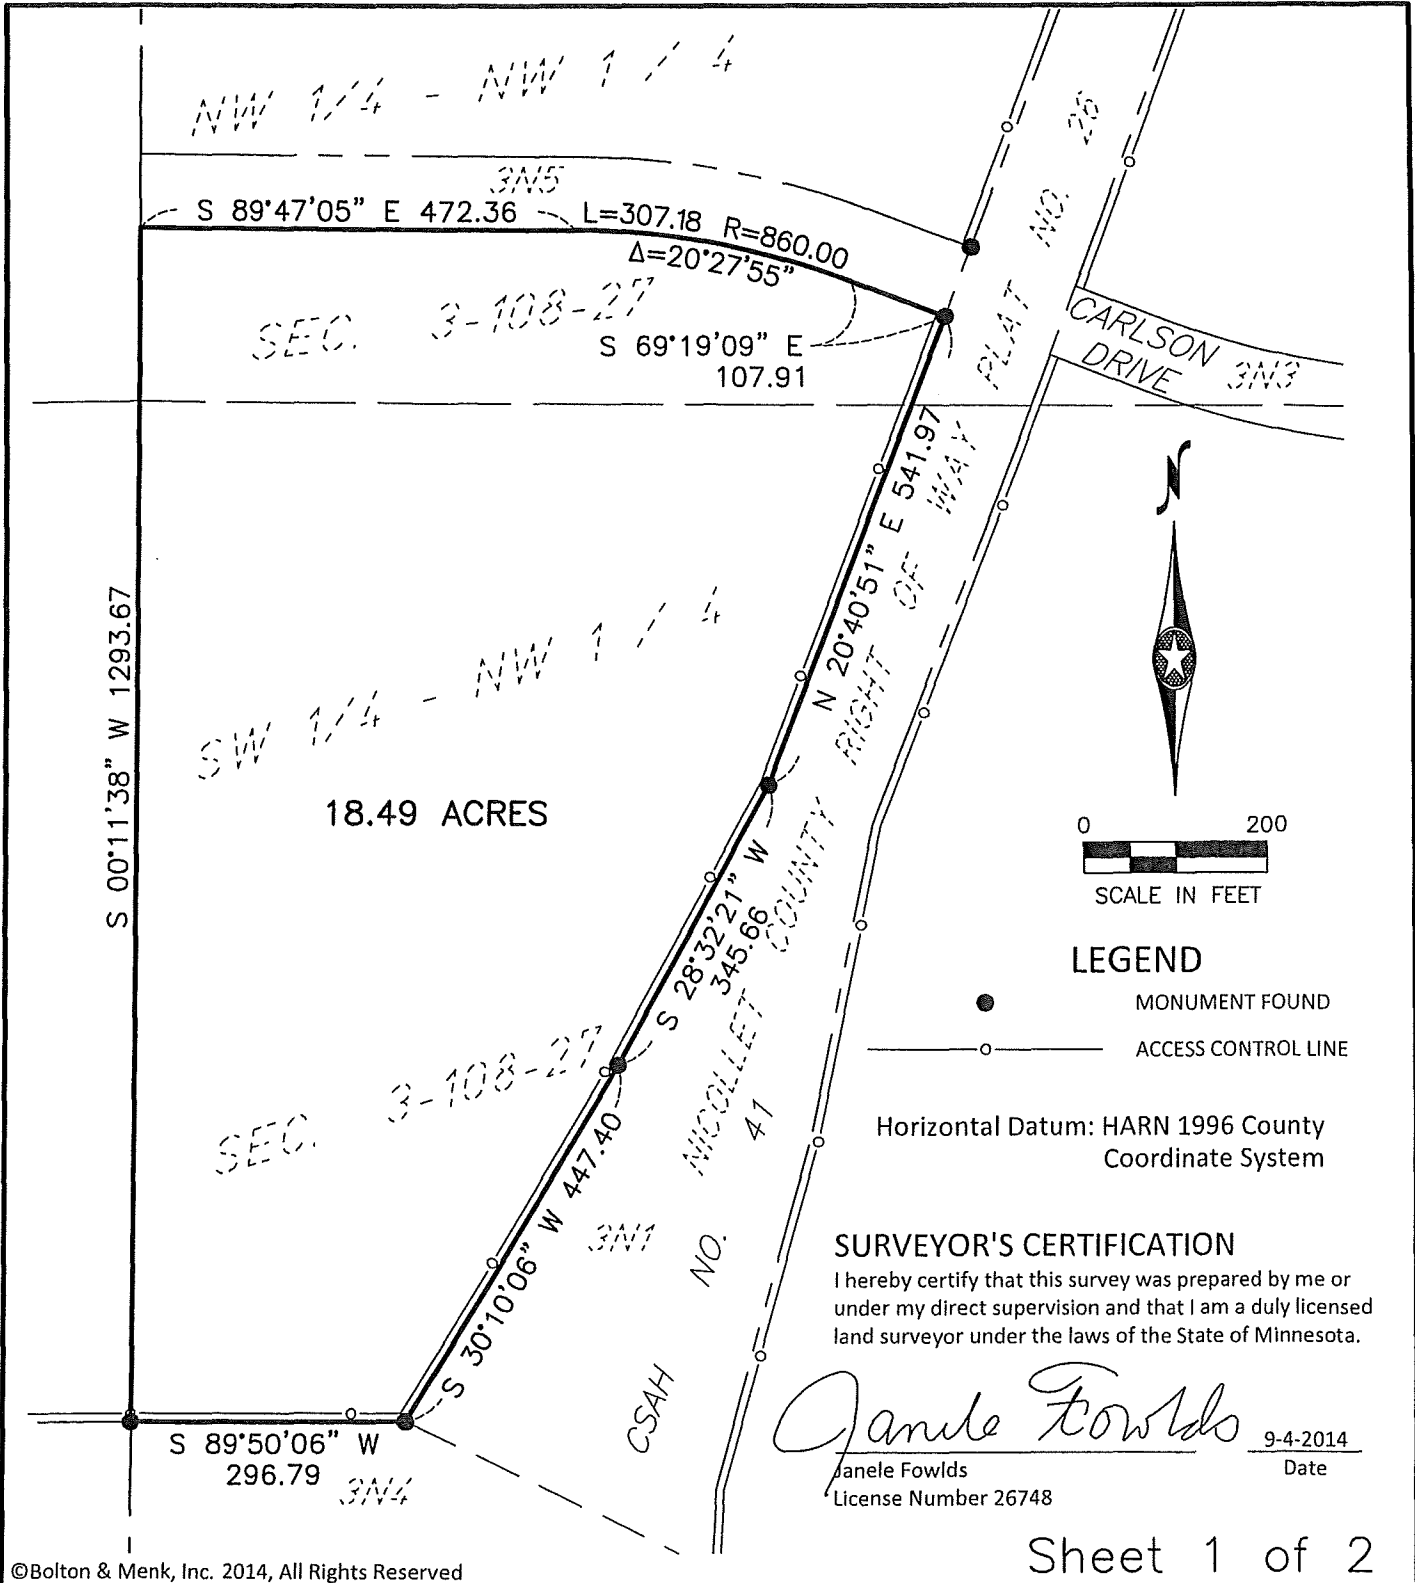 NW 1/4 - NW 1/4
3N5
S 89°47'05" E 472.36
L=307.18 R=860.00
Δ=20°27'55"
SEC. 3-108-27
S 69°19'09" E
107.91
PLAT NO. 26
CARLSON
DRIVE
3N3
N
N 20°40'51" E 541.97
RIGHT OF WAY
S 00°11'38" W 1293.67
SW 1/4 - NW 1/4
18.49 ACRES
0 200
SCALE IN FEET
S 28°32'21" W
345.66
NICOLLET COUNTY
LEGEND
MONUMENT FOUND
ACCESS CONTROL LINE
SEC. 3-108-27
Horizontal Datum: HARN 1996 County
Coordinate System
S 30°10'06" W 447.40
3N1
CSAH NO. 41
SURVEYOR'S CERTIFICATION
I hereby certify that this survey was prepared by me or
under my direct supervision and that I am a duly licensed
land surveyor under the laws of the State of Minnesota.
Janele Fowlds
9-4-2014
Janele Fowlds
Date
License Number 26748
S 89°50'06" W
296.79
3N4
Sheet 1 of 2
©Bolton & Menk, Inc. 2014, All Rights Reserved